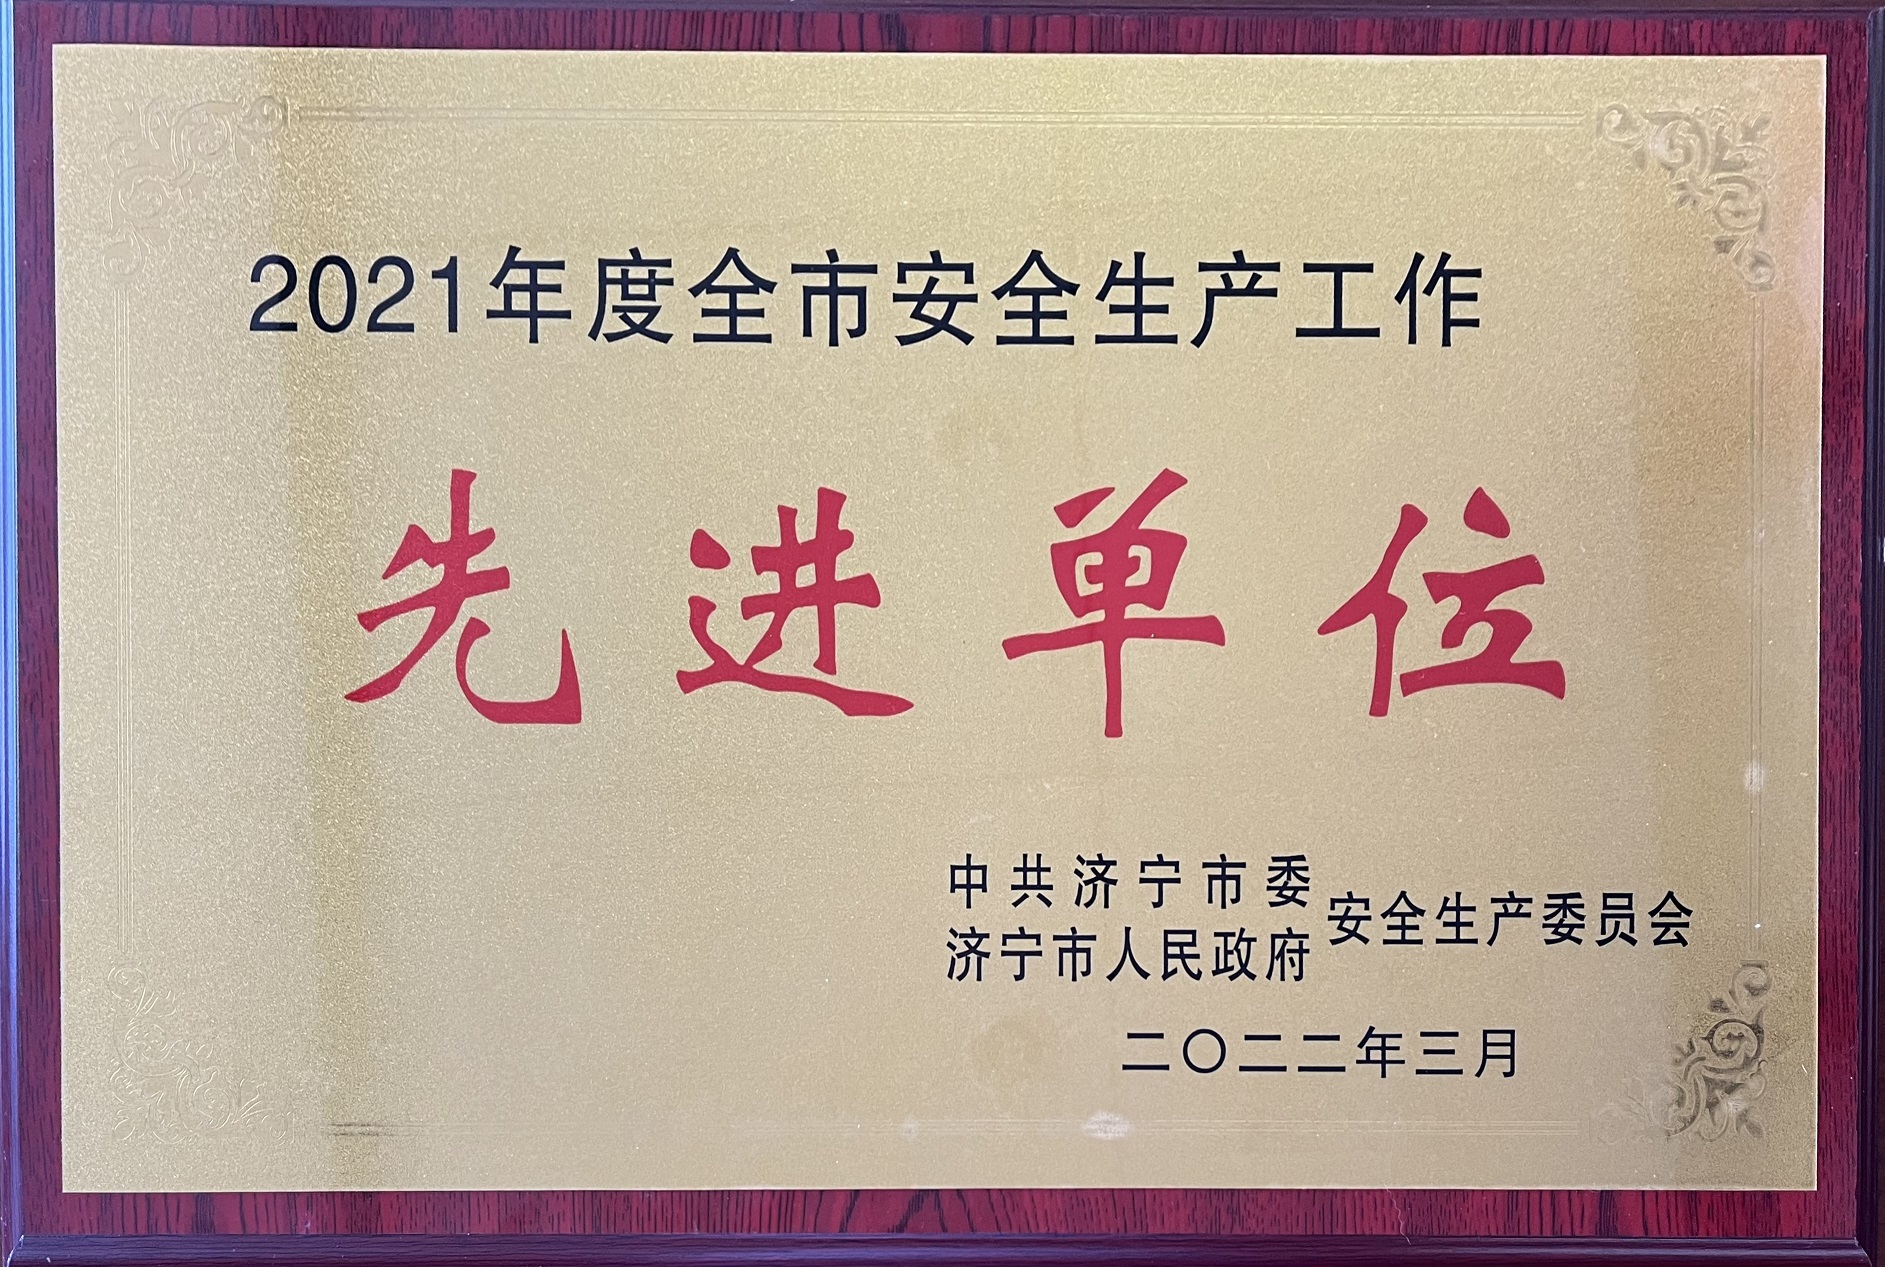 2021年度全市安全生产工作
先进单位
中共济宁市委
济宁市人民政府
安全生产委员会
二〇二二年三月